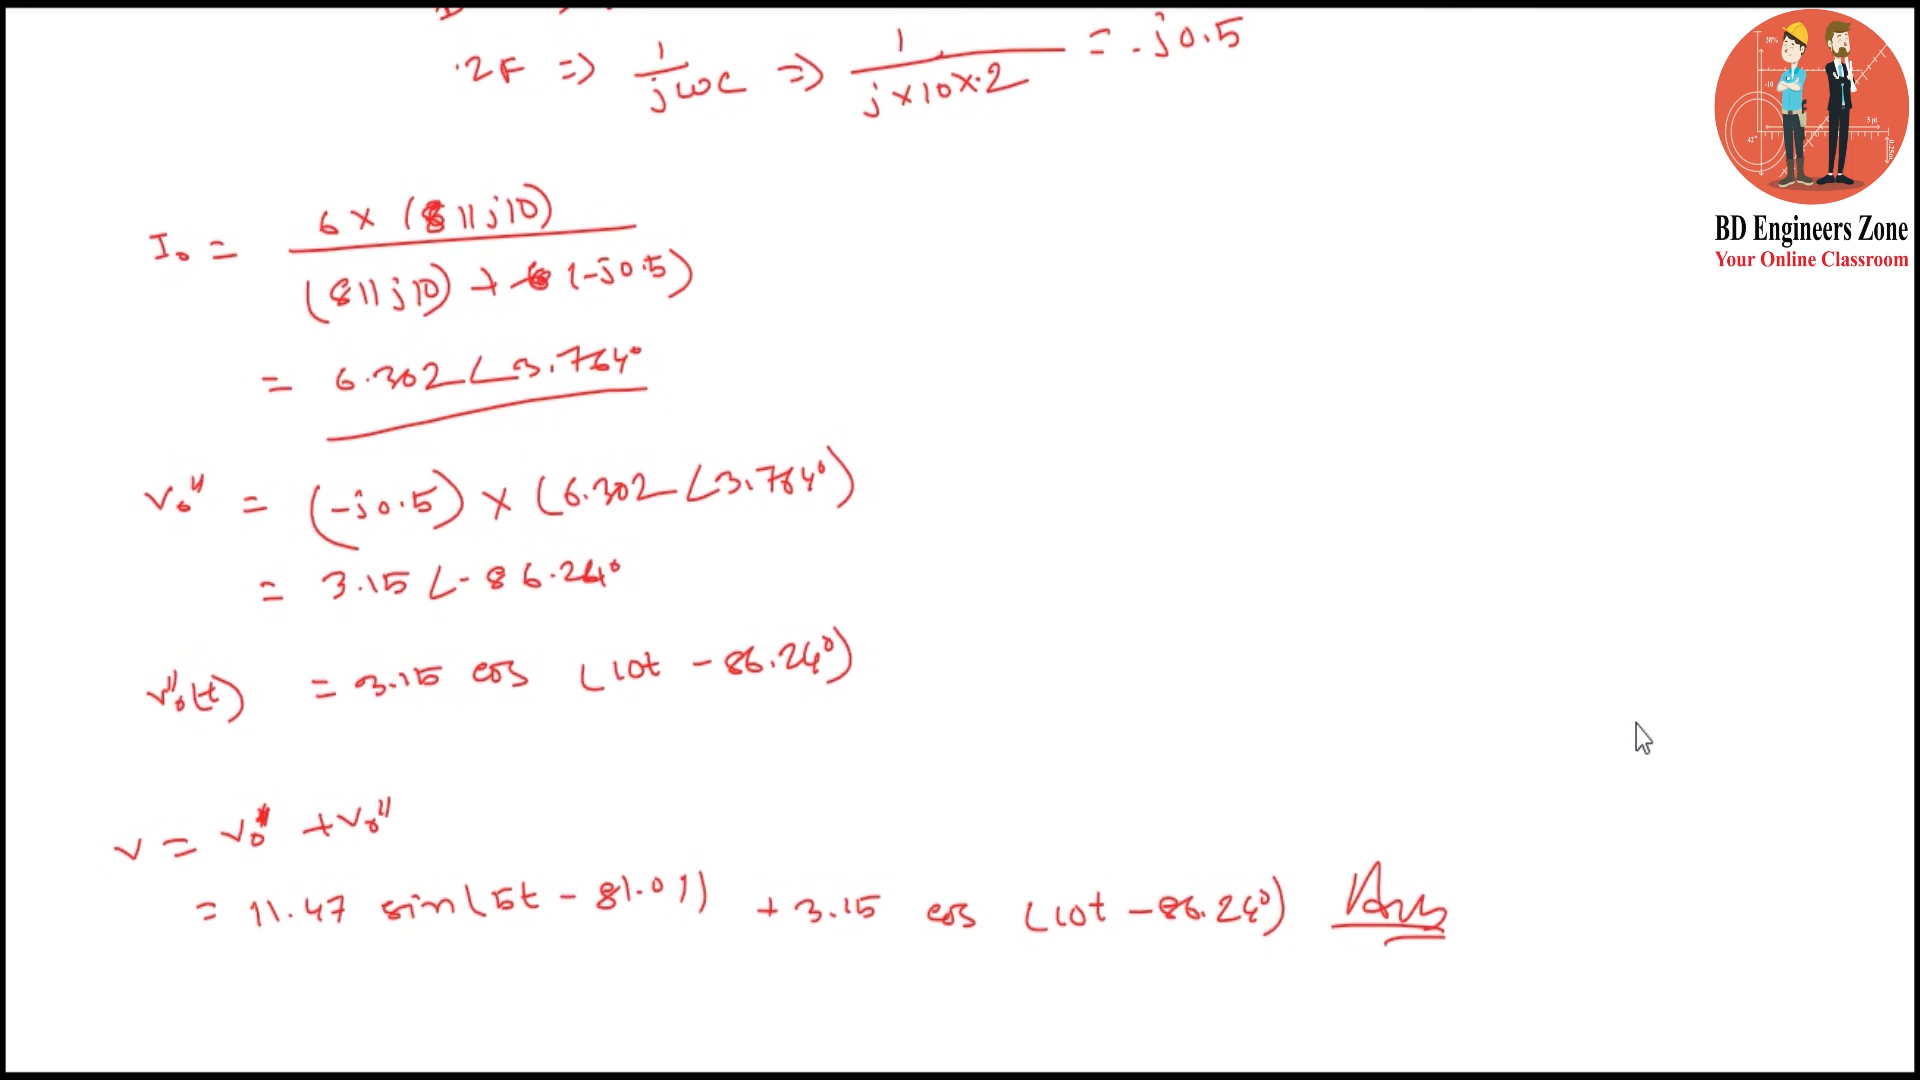 .2F => 1/jωc => 1/(j×10×.2) = -j0.5
I₀ = 6 × (8 || j10) / ((8 || j10) + (-j0.5))
= 6.302 ∠3.764°
V₀" = (-j0.5) × (6.302 ∠3.764°)
= 3.15 ∠-86.24°
v₀"(t) = 3.15 cos (10t - 86.24°)
v = v₀' + v₀"
= 11.47 sin(5t - 81.01) + 3.15 cos (10t - 86.24°) Ans
BD Engineers Zone
Your Online Classroom